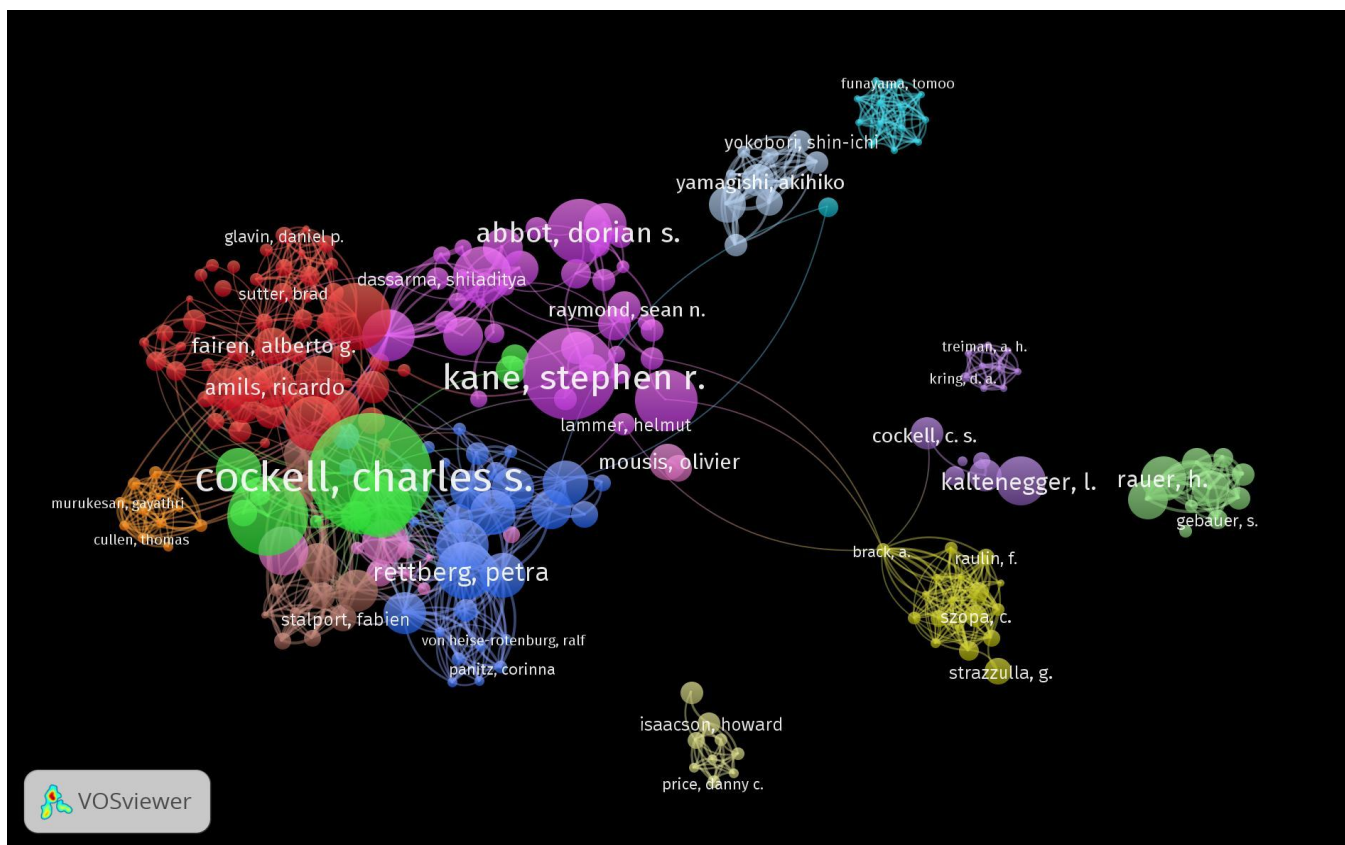 funayama, tomoo
yokobori, shin-ichi
yamagishi, akihiko
glavin, daniel p.
abbot, dorian s.
dassarma, shiladitya
sutter, brad
raymond, sean n.
fairen, alberto g.
treiman, a. h.
kane, stephen r.
kring, d. a.
amils, ricardo
lammer, helmut
cockell, c. s.
mousis, olivier
cockell, charles s.
kaltenegger, l.
rauer, h.
murukesan, gayathri
gebauer, s.
cullen, thomas
brack, a.
raulin, f.
rettberg, petra
stalport, fabien
szopa, c.
von heise-rotenburg, ralf
panitz, corinna
strazzulla, g.
isaacson, howard
price, danny c.
VOSviewer